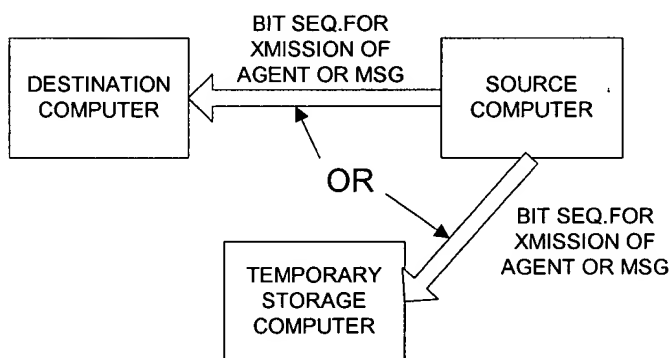 BIT SEQ.FOR
XMISSION OF
AGENT OR MSG
DESTINATION
COMPUTER
SOURCE
COMPUTER
OR
BIT SEQ.FOR
XMISSION OF
AGENT OR MSG
TEMPORARY
STORAGE
COMPUTER